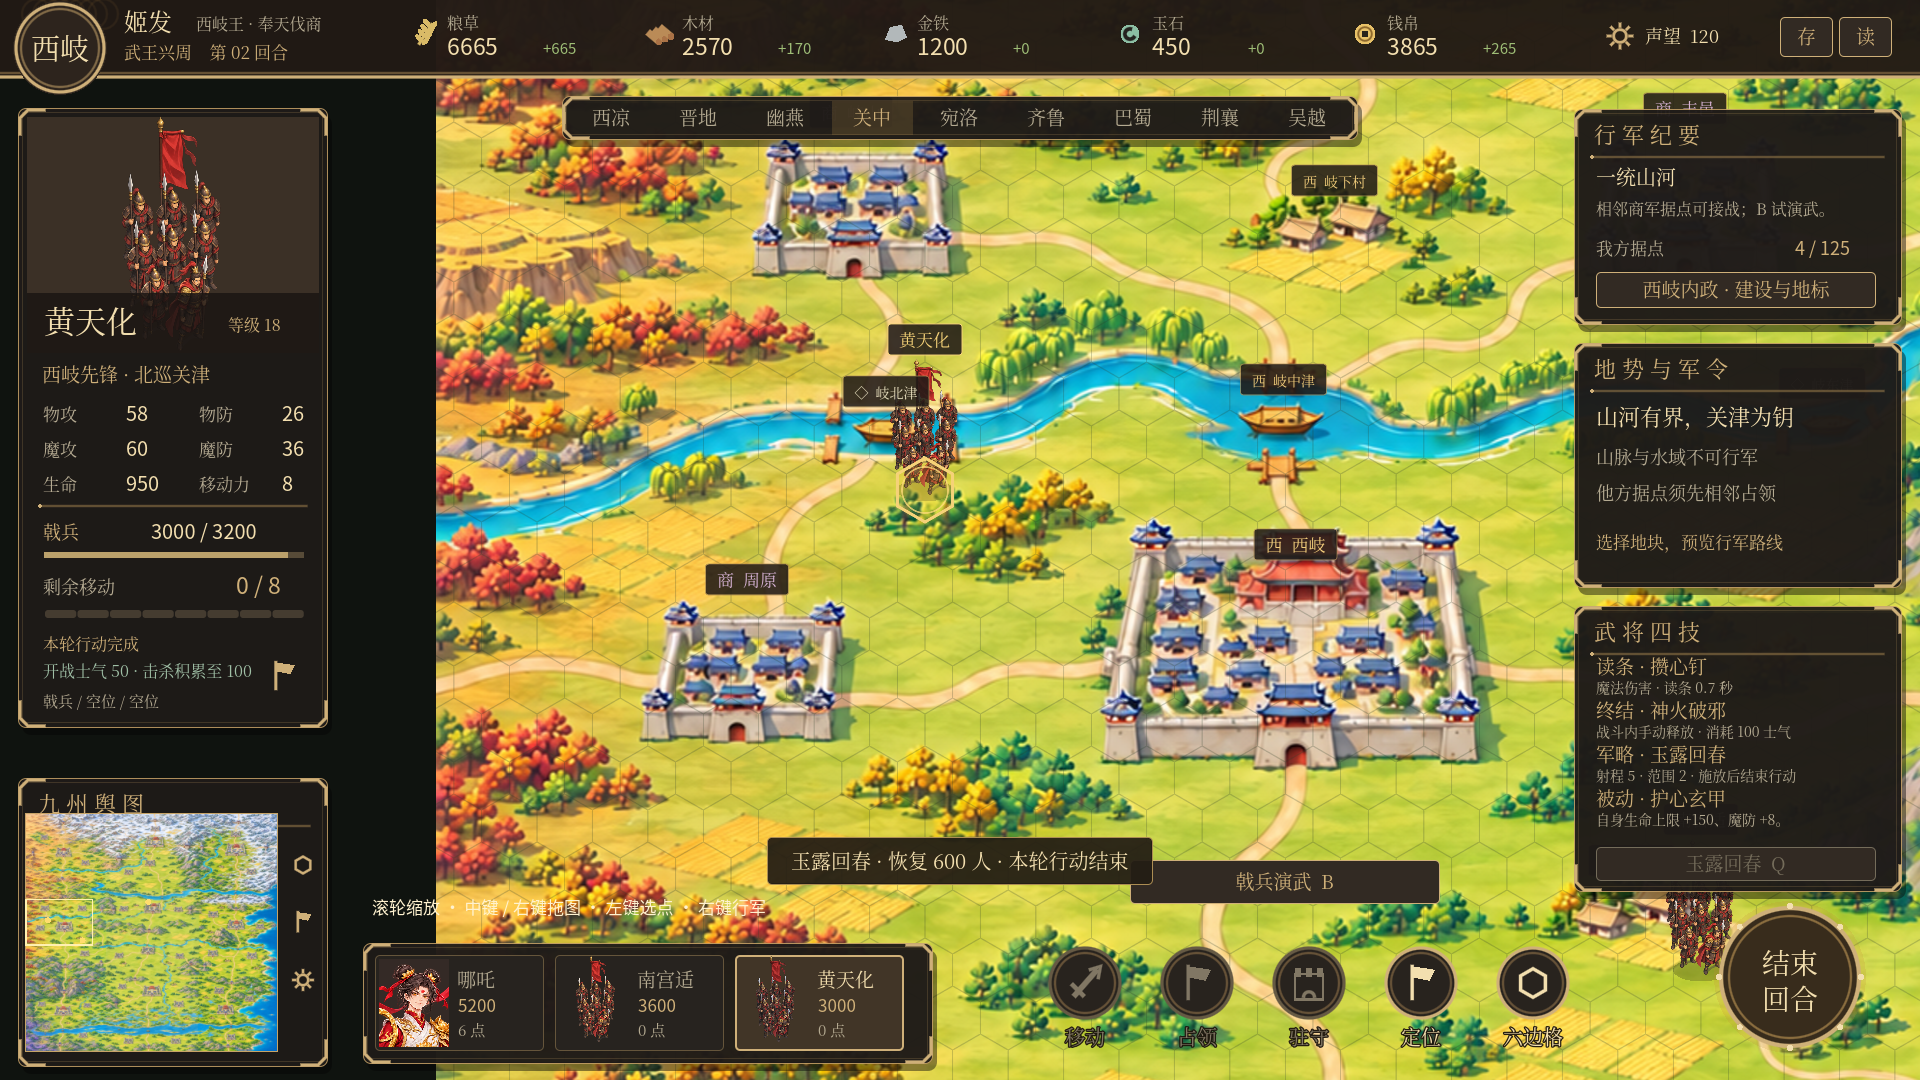 西岐
姬发 西岐王 · 奉天伐商
武王兴周 第 02 回合
粮草
6665 +665
木材
2570 +170
金铁
1200 +0
玉石
450 +0
钱帛
3865 +265
声望 120
存 读
西凉 晋地 幽燕 关中 宛洛 齐鲁 巴蜀 荆襄 吴越
黄天化 等级 18
西岐先锋 · 北巡关津
物攻 58 物防 26
魔攻 60 魔防 36
生命 950 移动力 8
戟兵 3000 / 3200
剩余移动 0 / 8
本轮行动完成
开战士气 50 · 击杀积累至 100
戟兵 / 空位 / 空位
九州舆图
西 岐下村
黄天化
◇ 岐北津
西 岐中津
商 周原
西 西岐
行军纪要
一统山河
相邻商军据点可接战；B 试演武。
我方据点 4 / 125
西岐内政 · 建设与地标
地势与军令
山河有界，关津为钥
山脉与水域不可行军
他方据点须先相邻占领
选择地块，预览行军路线
武将四技
读条 · 攒心钉
魔法伤害 · 读条 0.7 秒
终结 · 神火破邪
战斗内手动释放 · 消耗 100 士气
军略 · 玉露回春
射程 5 · 范围 2 · 施放后结束行动
被动 · 护心玄甲
自身生命上限 +150、魔防 +8。
玉露回春 Q
玉露回春 · 恢复 600 人 · 本轮行动结束
戟兵演武 B
滚轮缩放 · 中键 / 右键拖图 · 左键选点 · 右键行军
哪吒
5200
6 点
南宫适
3600
0 点
黄天化
3000
0 点
移动 占领 驻守 定位 六边格
结束
回合